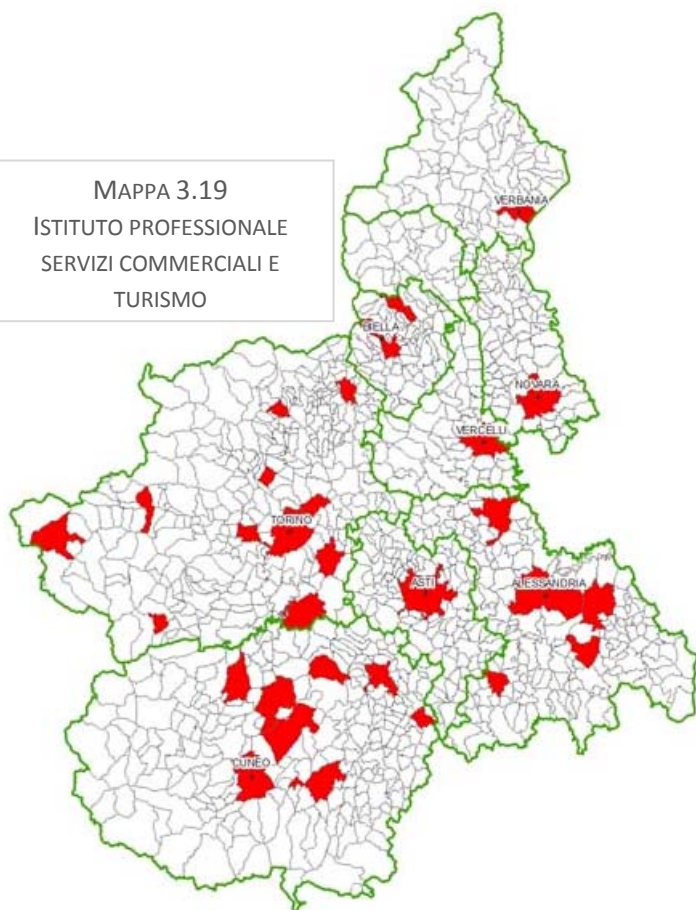 MAPPA 3.19
ISTITUTO PROFESSIONALE
SERVIZI COMMERCIALI E
TURISMO
VERBANIA
BIELLA
NOVARA
VERCELLI
TORINO
ASTI
ALESSANDRIA
CUNEO